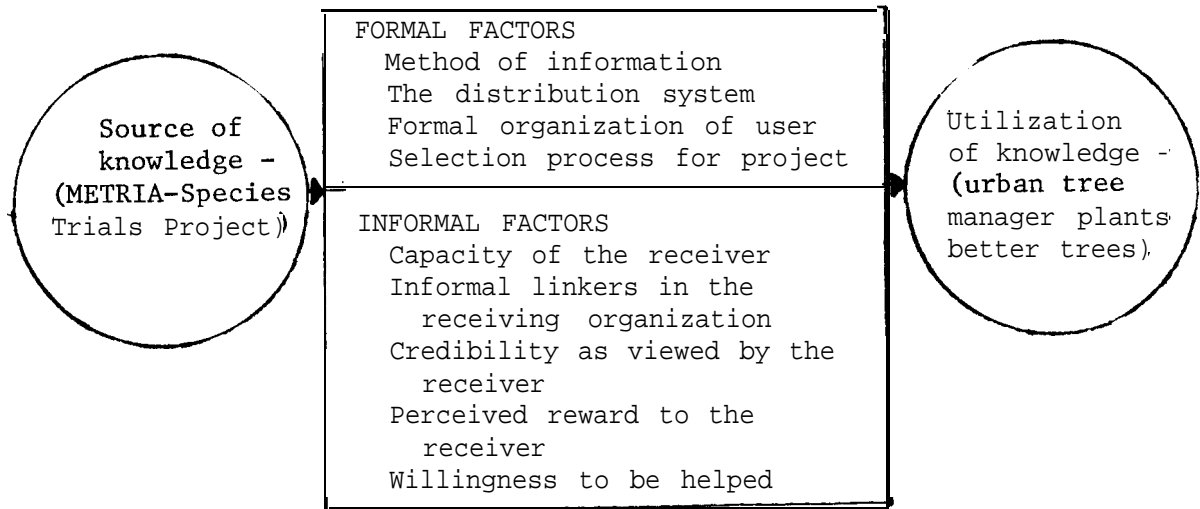 Source of
knowledge -
(METRIA-Species
Trials Project)
FORMAL FACTORS
Method of information
The distribution system
Formal organization of user
Selection process for project
INFORMAL FACTORS
Capacity of the receiver
Informal linkers in the
receiving organization
Credibility as viewed by the
receiver
Perceived reward to the
receiver
Willingness to be helped
Utilization
of knowledge -
(urban tree
manager plants
better trees)